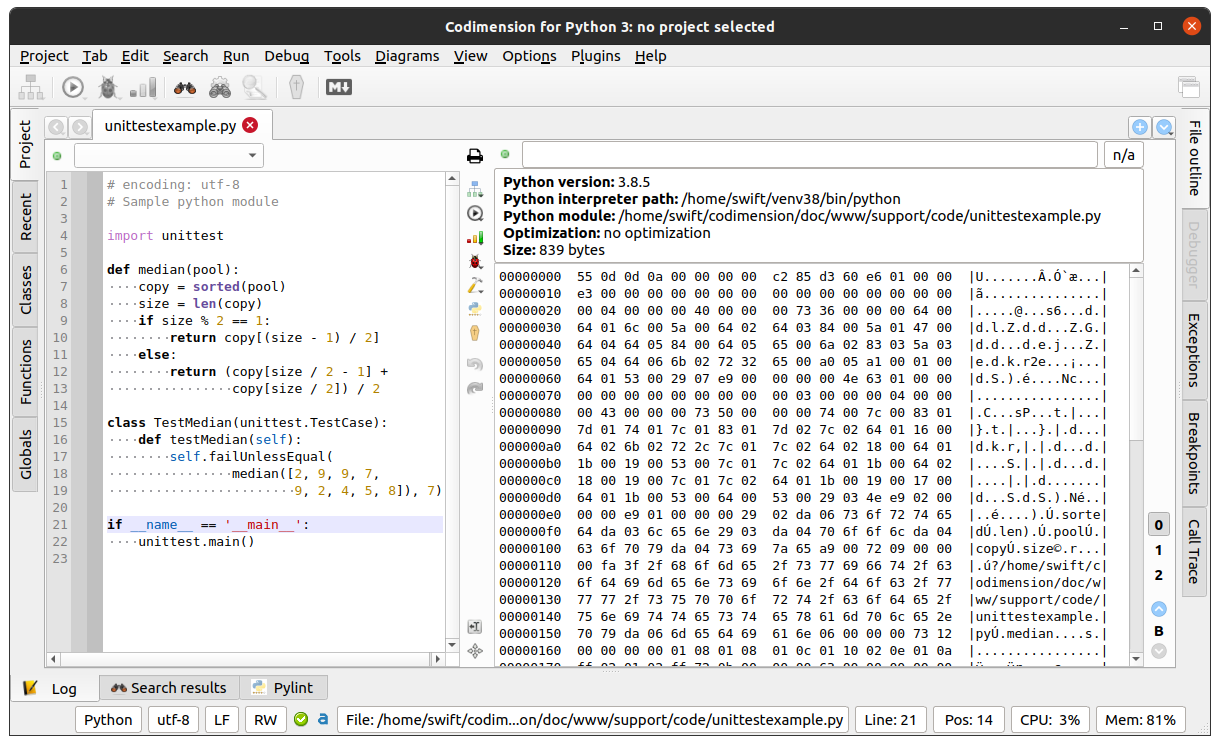 Codimension for Python 3: no project selected
Project Tab Edit Search Run Debug Tools Diagrams View Options Plugins Help
M
unittestexample.py
Project
Recent
Classes
Functions
Globals
1 # encoding: utf-8
2 # Sample python module
3
4 import unittest
5
6 def median(pool):
7 ····copy = sorted(pool)
8 ····size = len(copy)
9 ····if size % 2 == 1:
10 ········return copy[(size - 1) / 2]
11 ····else:
12 ········return (copy[size / 2 - 1] +
13 ················copy[size / 2]) / 2
14
15 class TestMedian(unittest.TestCase):
16 ····def testMedian(self):
17 ········self.failUnlessEqual(
18 ················median([2, 9, 9, 7,
19 ························9, 2, 4, 5, 8]), 7)
20
21 if __name__ == '__main__':
22 ····unittest.main()
23
n/a
Python version: 3.8.5
Python interpreter path: /home/swift/venv38/bin/python
Python module: /home/swift/codimension/doc/www/support/code/unittestexample.py
Optimization: no optimization
Size: 839 bytes
00000000 55 0d 0d 0a 00 00 00 00 c2 85 d3 60 e6 01 00 00 |U.......Â.Ó`æ...|
00000010 e3 00 00 00 00 00 00 00 00 00 00 00 00 00 00 00 |ã...............|
00000020 00 04 00 00 00 40 00 00 00 73 36 00 00 00 64 00 |.....@...s6...d.|
00000030 64 01 6c 00 5a 00 64 02 64 03 84 00 5a 01 47 00 |d.l.Z.d.d...Z.G.|
00000040 64 04 64 05 84 00 64 05 65 00 6a 02 83 03 5a 03 |d.d...d.e.j...Z.|
00000050 65 04 64 06 6b 02 72 32 65 00 a0 05 a1 00 01 00 |e.d.k.r2e...¡...|
00000060 64 01 53 00 29 07 e9 00 00 00 00 4e 63 01 00 00 |d.S.).é....Nc...|
00000070 00 00 00 00 00 00 00 00 00 03 00 00 00 04 00 00 |................|
00000080 00 43 00 00 00 73 50 00 00 00 74 00 7c 00 83 01 |.C...sP...t.|...|
00000090 7d 01 74 01 7c 01 83 01 7d 02 7c 02 64 01 16 00 |}.t.|...}.|.d...|
000000a0 64 02 6b 02 72 2c 7c 01 7c 02 64 02 18 00 64 01 |d.k.r,|.|.d...d.|
000000b0 1b 00 19 00 53 00 7c 01 7c 02 64 01 1b 00 64 02 |....S.|.|.d...d.|
000000c0 18 00 19 00 7c 01 7c 02 64 01 1b 00 19 00 17 00 |....|.|.d.......|
000000d0 64 01 1b 00 53 00 64 00 53 00 29 03 4e e9 02 00 |d...S.d.S.).Né..|
000000e0 00 00 e9 01 00 00 00 29 02 da 06 73 6f 72 74 65 |..é....).Ú.sorte|
000000f0 64 da 03 6c 65 6e 29 03 da 04 70 6f 6f 6c da 04 |dÚ.len).Ú.poolÚ.|
00000100 63 6f 70 79 da 04 73 69 7a 65 a9 00 72 09 00 00 |copyÚ.size©.r...|
00000110 00 fa 3f 2f 68 6f 6d 65 2f 73 77 69 66 74 2f 63 |.ú?/home/swift/c|
00000120 6f 64 69 6d 65 6e 73 69 6f 6e 2f 64 6f 63 2f 77 |odimension/doc/w|
00000130 77 77 2f 73 75 70 70 6f 72 74 2f 63 6f 64 65 2f |ww/support/code/|
00000140 75 6e 69 74 74 65 73 74 65 78 61 6d 70 6c 65 2e |unittestexample.|
00000150 70 79 da 06 6d 65 64 69 61 6e 06 00 00 00 73 12 |pyÚ.median....s.|
00000160 00 00 00 00 01 08 01 08 01 0c 01 10 02 0e 01 0a |................|
0
1
2
B
File outline
Debugger
Exceptions
Breakpoints
Call Trace
Log Search results Pylint
Python utf-8 LF RW a File: /home/swift/codim...on/doc/www/support/code/unittestexample.py Line: 21 Pos: 14 CPU: 3% Mem: 81%